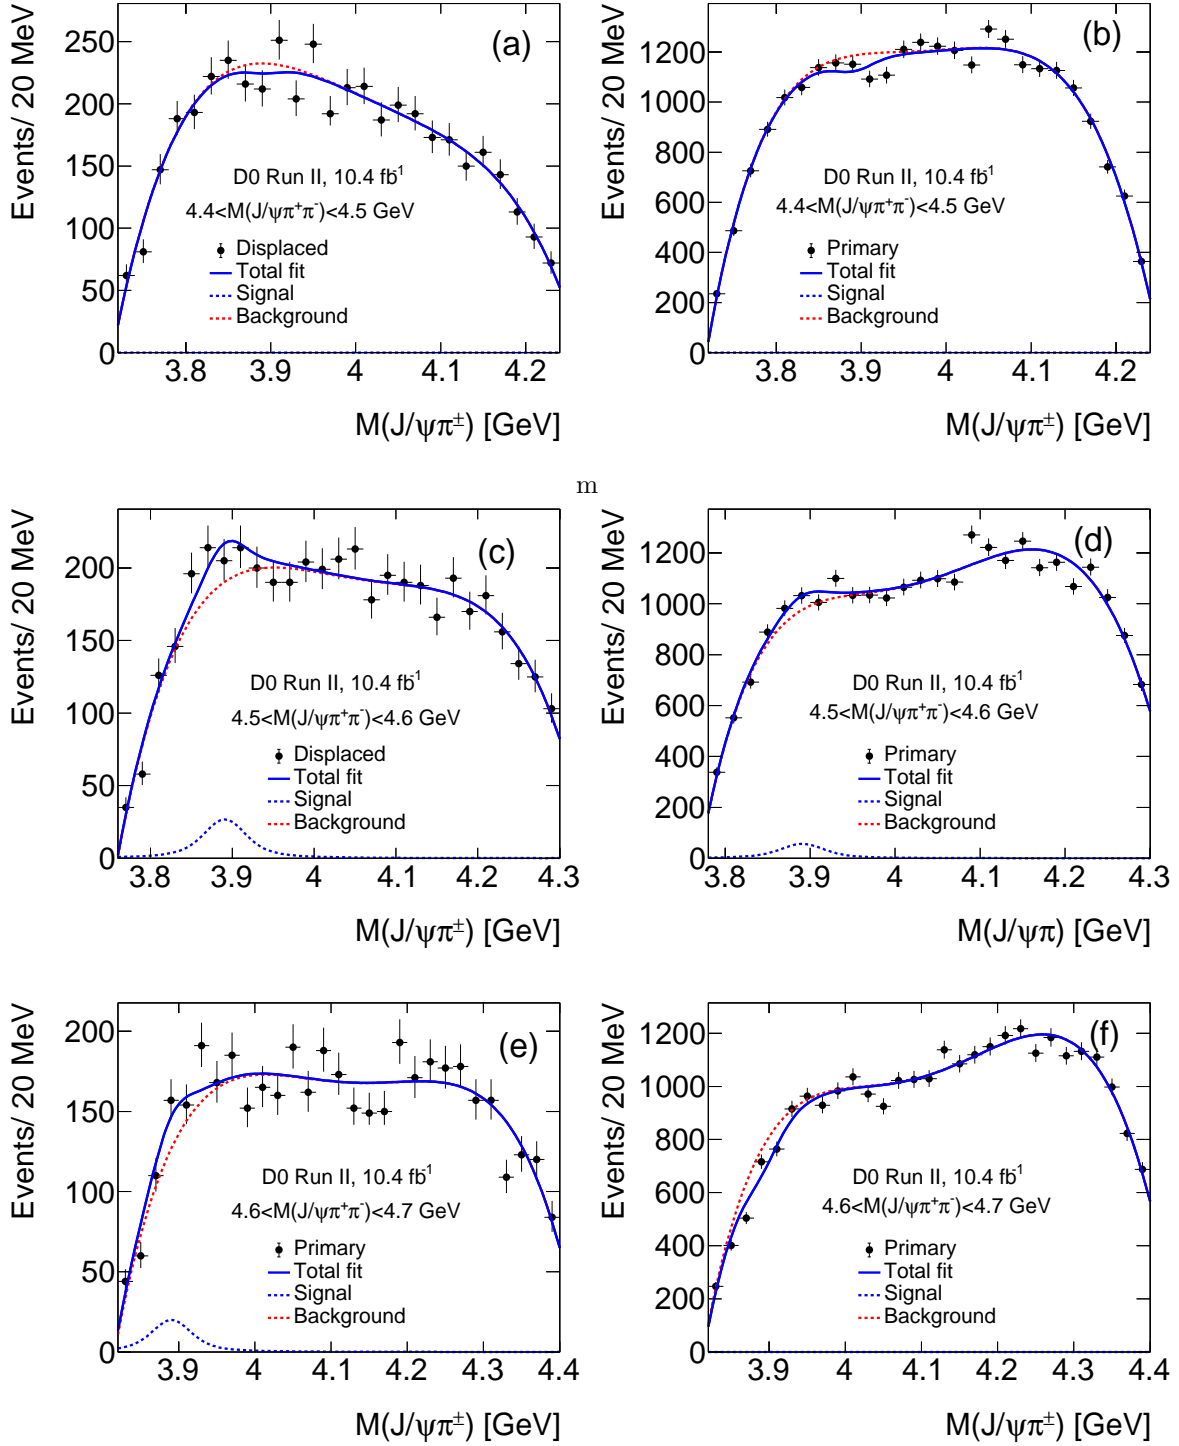 (a)
Events/ 20 MeV
250
200
150
100
50
0
D0 Run II, 10.4 fb¹
4.4<M(J/ψπ⁺π⁻)<4.5 GeV
Displaced
Total fit
Signal
Background
3.8 3.9 4 4.1 4.2
M(J/ψπ±) [GeV]
(b)
Events/ 20 MeV
1200
1000
800
600
400
200
0
D0 Run II, 10.4 fb¹
4.4<M(J/ψπ⁺π⁻)<4.5 GeV
Primary
Total fit
Signal
Background
3.8 3.9 4 4.1 4.2
M(J/ψπ±) [GeV]
m
(c)
Events/ 20 MeV
200
150
100
50
0
D0 Run II, 10.4 fb¹
4.5<M(J/ψπ⁺π⁻)<4.6 GeV
Displaced
Total fit
Signal
Background
3.8 3.9 4 4.1 4.2 4.3
M(J/ψπ±) [GeV]
(d)
Events/ 20 MeV
1200
1000
800
600
400
200
0
D0 Run II, 10.4 fb¹
4.5<M(J/ψπ⁺π⁻)<4.6 GeV
Primary
Total fit
Signal
Background
3.8 3.9 4 4.1 4.2 4.3
M(J/ψπ) [GeV]
(e)
Events/ 20 MeV
200
150
100
50
0
D0 Run II, 10.4 fb¹
4.6<M(J/ψπ⁺π⁻)<4.7 GeV
Primary
Total fit
Signal
Background
3.9 4 4.1 4.2 4.3 4.4
M(J/ψπ±) [GeV]
(f)
Events/ 20 MeV
1200
1000
800
600
400
200
0
D0 Run II, 10.4 fb¹
4.6<M(J/ψπ⁺π⁻)<4.7 GeV
Primary
Total fit
Signal
Background
3.9 4 4.1 4.2 4.3 4.4
M(J/ψπ±) [GeV]